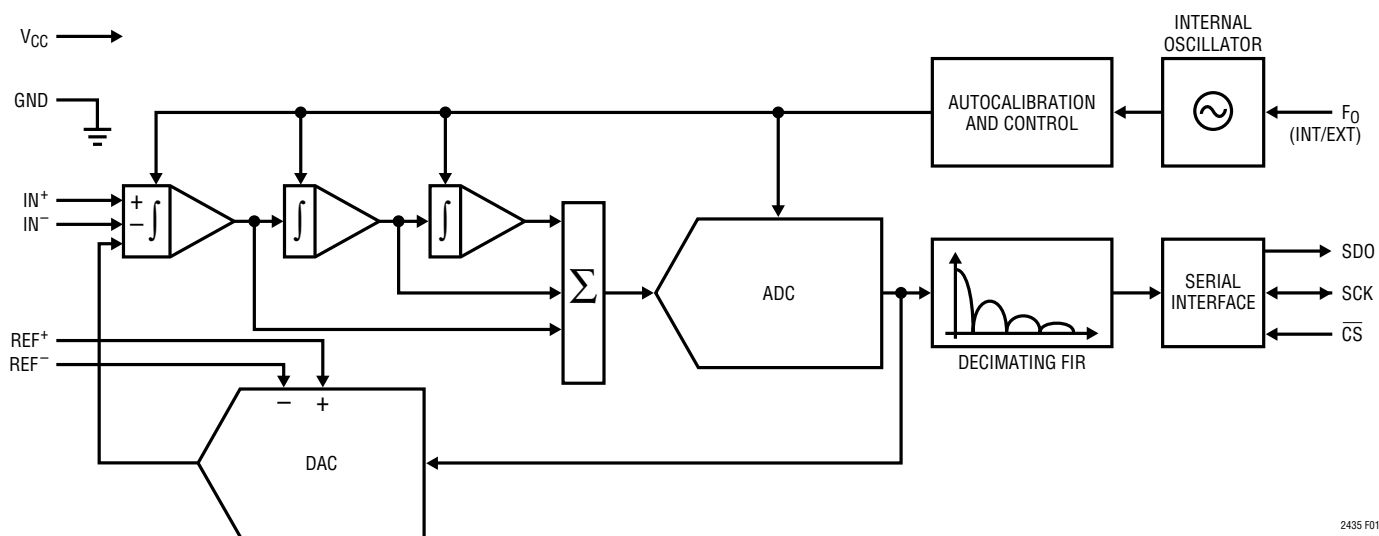 INTERNAL
OSCILLATOR
VCC
GND
AUTOCALIBRATION
AND CONTROL
FO
(INT/EXT)
IN+
IN−
+
−
∫
∫
∫
Σ
ADC
DECIMATING FIR
SERIAL
INTERFACE
SDO
SCK
CS
REF+
REF−
−
+
DAC
2435 F01